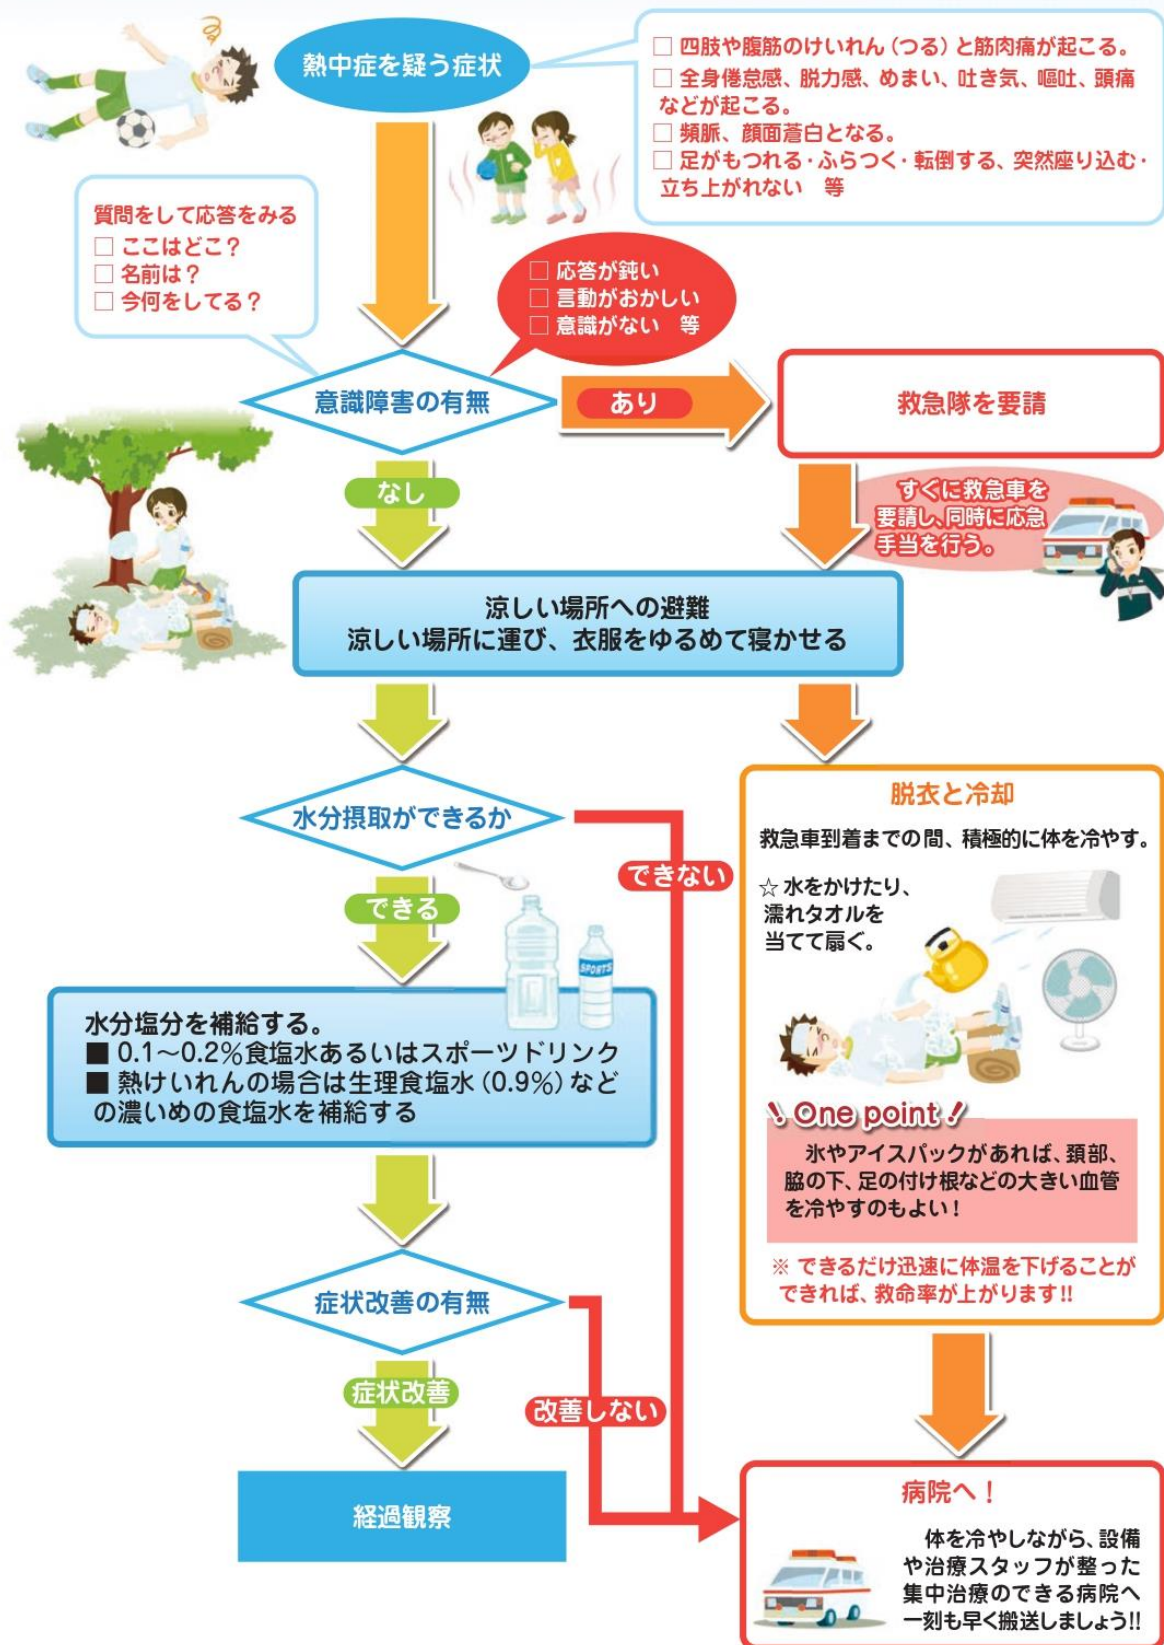 熱中症を疑う症状
□ 四肢や腹筋のけいれん(つる)と筋肉痛が起こる。
□ 全身倦怠感、脱力感、めまい、吐き気、嘔吐、頭痛
などが起こる。
□ 頻脈、顔面蒼白となる。
□ 足がもつれる・ふらつく・転倒する、突然座り込む・
立ち上がれない 等
質問をして応答をみる
□ ここはどこ?
□ 名前は?
□ 今何をしてる?
□ 応答が鈍い
□ 言動がおかしい
□ 意識がない 等
意識障害の有無
あり
救急隊を要請
なし
すぐに救急車を
要請し、同時に応急
手当を行う。
涼しい場所への避難
涼しい場所に運び、衣服をゆるめて寝かせる
水分摂取ができるか
できない
できる
SPORTS
水分塩分を補給する。
■ 0.1〜0.2%食塩水あるいはスポーツドリンク
■ 熱けいれんの場合は生理食塩水(0.9%)など
の濃いめの食塩水を補給する
脱衣と冷却
救急車到着までの間、積極的に体を冷やす。
☆ 水をかけたり、
濡れタオルを
当てて扇ぐ。
One point
氷やアイスパックがあれば、頚部、
脇の下、足の付け根などの大きい血管
を冷やすのもよい!
※ できるだけ迅速に体温を下げることが
できれば、救命率が上がります!!
症状改善の有無
症状改善
改善しない
経過観察
病院へ!
体を冷やしながら、設備
や治療スタッフが整った
集中治療のできる病院へ
一刻も早く搬送しましょう!!